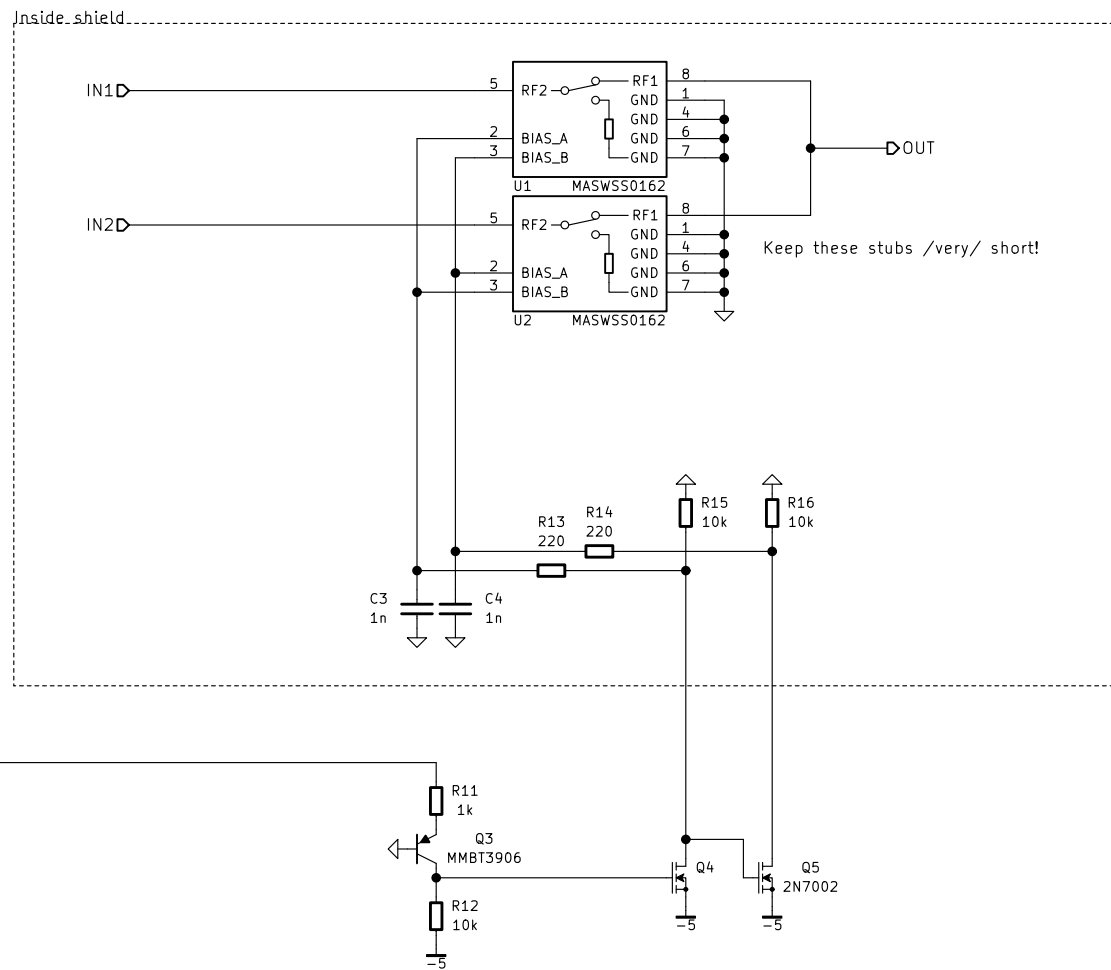 Inside shield
IN1
5
RF2
RF1
8
GND
1
GND
4
2
BIAS_A
GND
6
3
BIAS_B
GND
7
U1
MASWSS0162
OUT
IN2
5
RF2
RF1
8
GND
1
GND
4
2
BIAS_A
GND
6
3
BIAS_B
GND
7
U2
MASWSS0162
Keep these stubs /very/ short!
R15
10k
R16
10k
R14
220
R13
220
C3
1n
C4
1n
R11
1k
Q3
MMBT3906
Q4
Q5
2N7002
R12
10k
-5
-5
-5